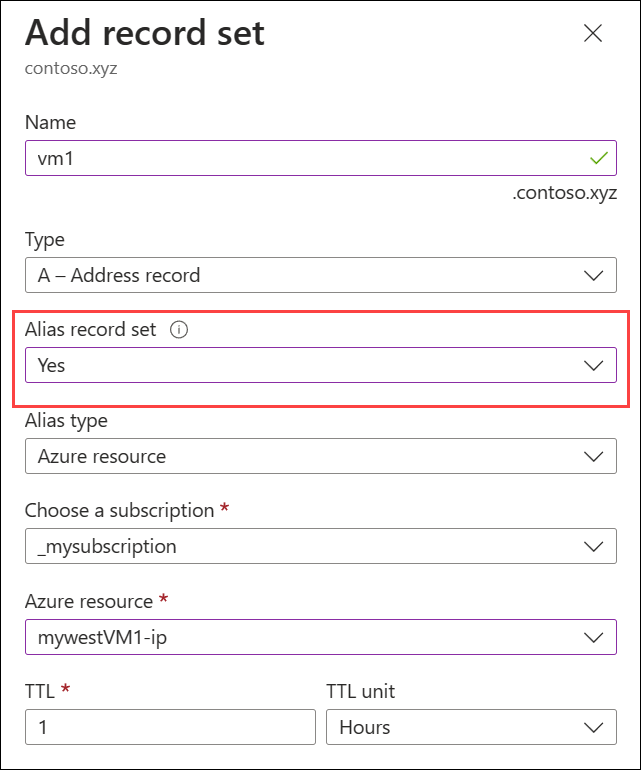 Add record set
contoso.xyz
Name
vm1
.contoso.xyz
Type
A – Address record
Alias record set
Yes
Alias type
Azure resource
Choose a subscription *
_mysubscription
Azure resource *
mywestVM1-ip
TTL * TTL unit
1 Hours